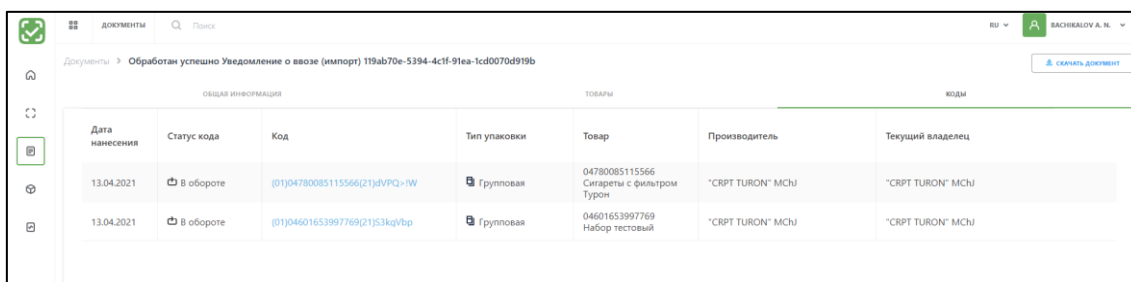 ДОКУМЕНТЫ Поиск RU BACHIKALOV A. N.
Документы > Обработан успешно Уведомление о ввозе (импорт) 119ab70e-5394-4c1f-91ea-1cd0070d919b СКАЧАТЬ ДОКУМЕНТ
ОБЩАЯ ИНФОРМАЦИЯ ТОВАРЫ КОДЫ
Дата нанесения Статус кода Код Тип упаковки Товар Производитель Текущий владелец
13.04.2021 В обороте (01)04780085115566(21)dVPQ>!W Групповая 04780085115566 Сигареты с фильтром Турон "CRPT TURON" MChJ "CRPT TURON" MChJ
13.04.2021 В обороте (01)04601653997769(21)S3kqVbp Групповая 04601653997769 Набор тестовый "CRPT TURON" MChJ "CRPT TURON" MChJ